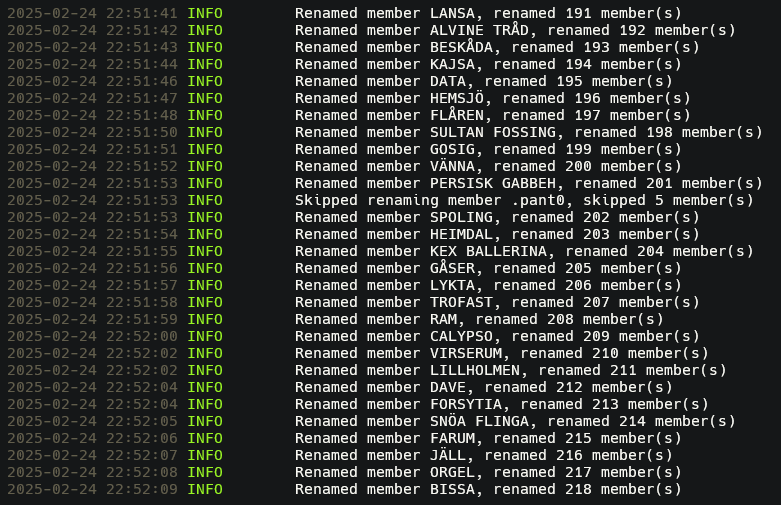 2025-02-24 22:51:41 INFO Renamed member LANSA, renamed 191 member(s)
2025-02-24 22:51:42 INFO Renamed member ALVINE TRÅD, renamed 192 member(s)
2025-02-24 22:51:43 INFO Renamed member BESKÅDA, renamed 193 member(s)
2025-02-24 22:51:44 INFO Renamed member KAJSA, renamed 194 member(s)
2025-02-24 22:51:46 INFO Renamed member DATA, renamed 195 member(s)
2025-02-24 22:51:47 INFO Renamed member HEMSJÖ, renamed 196 member(s)
2025-02-24 22:51:48 INFO Renamed member FLÅREN, renamed 197 member(s)
2025-02-24 22:51:50 INFO Renamed member SULTAN FOSSING, renamed 198 member(s)
2025-02-24 22:51:51 INFO Renamed member GOSIG, renamed 199 member(s)
2025-02-24 22:51:52 INFO Renamed member VÄNNA, renamed 200 member(s)
2025-02-24 22:51:53 INFO Renamed member PERSISK GABBEH, renamed 201 member(s)
2025-02-24 22:51:53 INFO Skipped renaming member .pant0, skipped 5 member(s)
2025-02-24 22:51:53 INFO Renamed member SPOLING, renamed 202 member(s)
2025-02-24 22:51:54 INFO Renamed member HEIMDAL, renamed 203 member(s)
2025-02-24 22:51:55 INFO Renamed member KEX BALLERINA, renamed 204 member(s)
2025-02-24 22:51:56 INFO Renamed member GÅSER, renamed 205 member(s)
2025-02-24 22:51:57 INFO Renamed member LYKTA, renamed 206 member(s)
2025-02-24 22:51:58 INFO Renamed member TROFAST, renamed 207 member(s)
2025-02-24 22:51:59 INFO Renamed member RAM, renamed 208 member(s)
2025-02-24 22:52:00 INFO Renamed member CALYPSO, renamed 209 member(s)
2025-02-24 22:52:02 INFO Renamed member VIRSERUM, renamed 210 member(s)
2025-02-24 22:52:02 INFO Renamed member LILLHOLMEN, renamed 211 member(s)
2025-02-24 22:52:04 INFO Renamed member DAVE, renamed 212 member(s)
2025-02-24 22:52:04 INFO Renamed member FORSYTIA, renamed 213 member(s)
2025-02-24 22:52:05 INFO Renamed member SNÖA FLINGA, renamed 214 member(s)
2025-02-24 22:52:06 INFO Renamed member FARUM, renamed 215 member(s)
2025-02-24 22:52:07 INFO Renamed member JÄLL, renamed 216 member(s)
2025-02-24 22:52:08 INFO Renamed member ORGEL, renamed 217 member(s)
2025-02-24 22:52:09 INFO Renamed member BISSA, renamed 218 member(s)